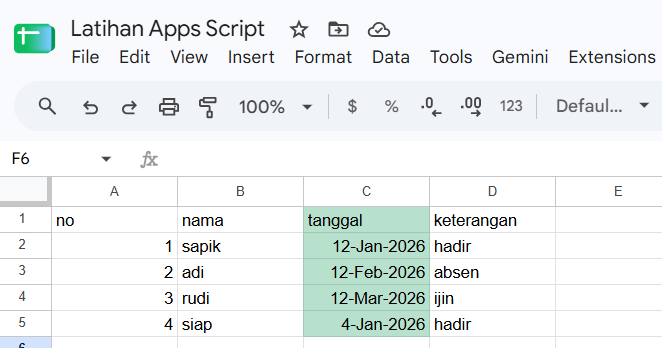 Latihan Apps Script
File Edit View Insert Format Data Tools Gemini Extensions
100% $ % .0 .00 123 Defaul...
F6 fx
A B C D E
1 no nama tanggal keterangan
2 1 sapik 12-Jan-2026 hadir
3 2 adi 12-Feb-2026 absen
4 3 rudi 12-Mar-2026 ijin
5 4 siap 4-Jan-2026 hadir
6